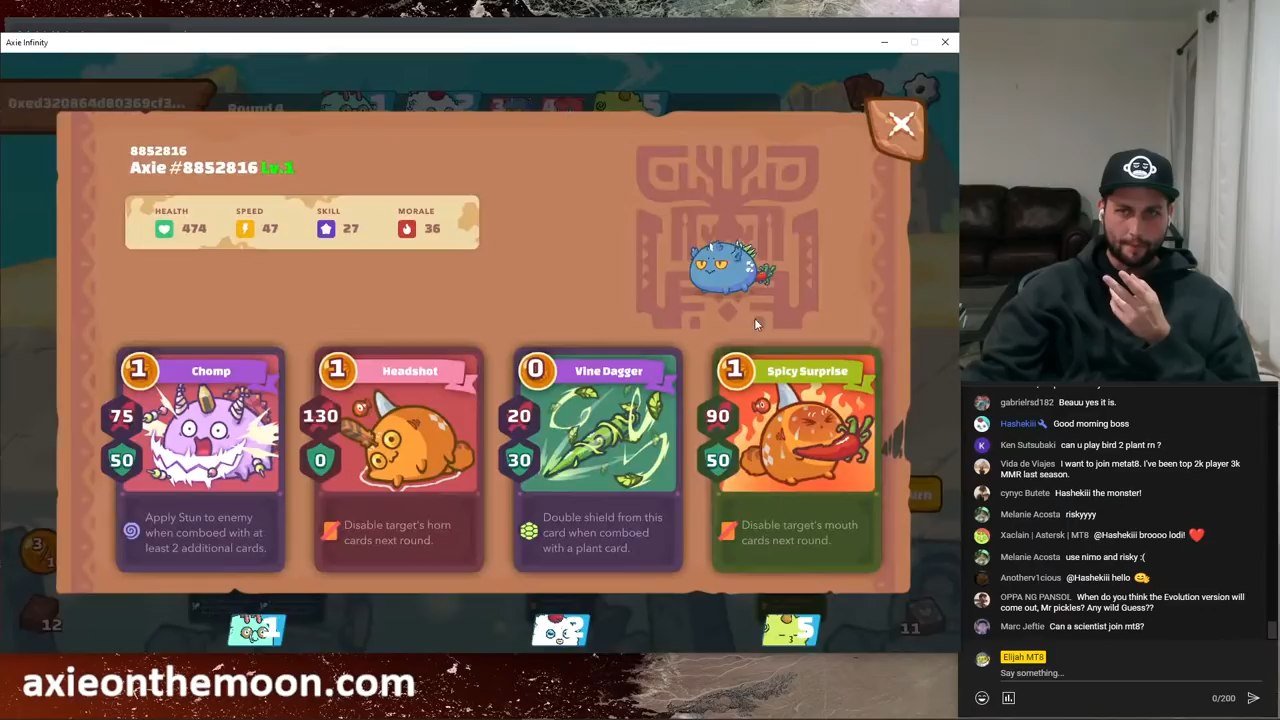 Axie Infinity
0xed320864d80369cf3...
8852816
Axie #8852816 Lv.1
HEALTH SPEED SKILL MORALE
474 47 27 36
1 Chomp
75
50
Apply Stun to enemy
when comboed with at
least 2 additional cards.
1 Headshot
130
0
Disable target's horn
cards next round.
0 Vine Dagger
20
30
Double shield from this
card when comboed
with a plant card.
1 Spicy Surprise
90
50
Disable target's mouth
cards next round.
12
1
2
5
11
axieonthemoon.com
gabrielrsd182 Beauu yes it is.
Hashekiii Good morning boss
Ken Sutsubaki can u play bird 2 plant rn ?
Vida de Viajes I want to join metat8. I've been top 2k player 3k
MMR last season.
cynyc Butete Hashekiii the monster!
Melanie Acosta riskyyyy
Xaclain | Astersk | MT8 @Hashekiii broooo lodi!
Melanie Acosta use nimo and risky :(
Anotherv1cious @Hashekiii hello
OPPA NG PANSOL When do you think the Evolution version will
come out, Mr pickles? Any wild Guess??
Marc Jeftie Can a scientist join mt8?
Elijah MT8
Say something...
0/200